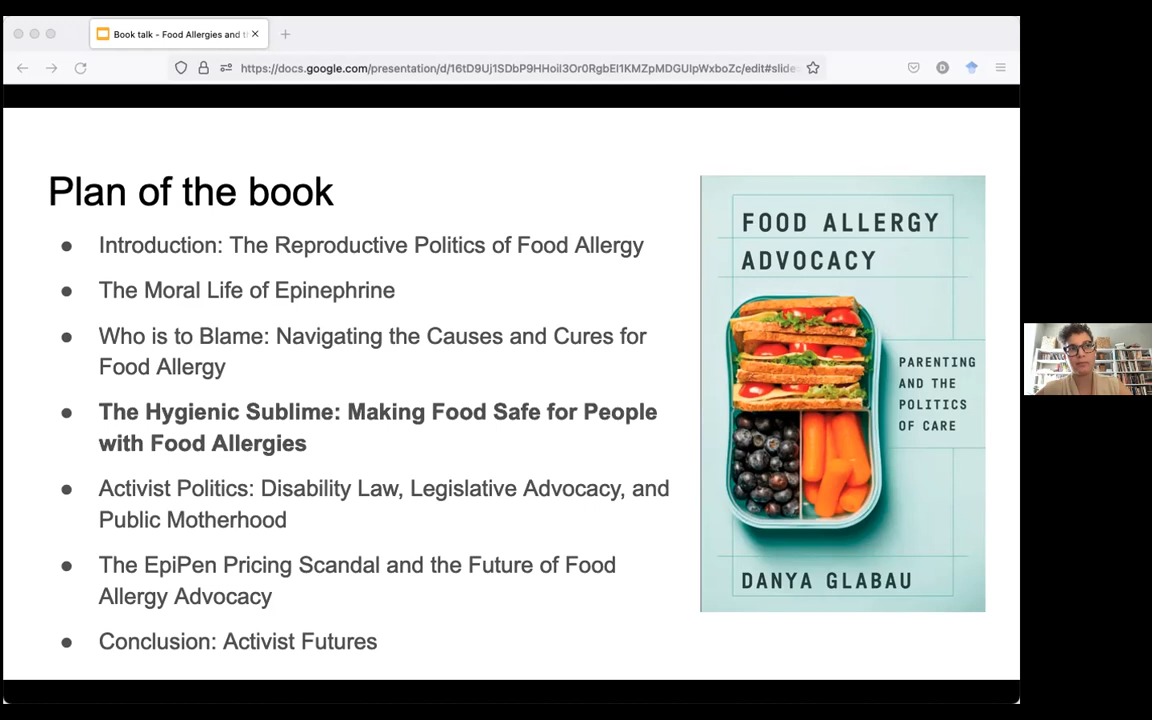 Book talk - Food Allergies and t
https://docs.google.com/presentation/d/16tD9Uj1SDbP9HHoil3Or0RgbEI1KMZpMDGUIpWxboZc/edit#slide
Plan of the book
● Introduction: The Reproductive Politics of Food Allergy
● The Moral Life of Epinephrine
● Who is to Blame: Navigating the Causes and Cures for
Food Allergy
● The Hygienic Sublime: Making Food Safe for People
with Food Allergies
● Activist Politics: Disability Law, Legislative Advocacy, and
Public Motherhood
● The EpiPen Pricing Scandal and the Future of Food
Allergy Advocacy
● Conclusion: Activist Futures
FOOD ALLERGY
ADVOCACY
PARENTING
AND THE
POLITICS
OF CARE
DANYA GLABAU
D